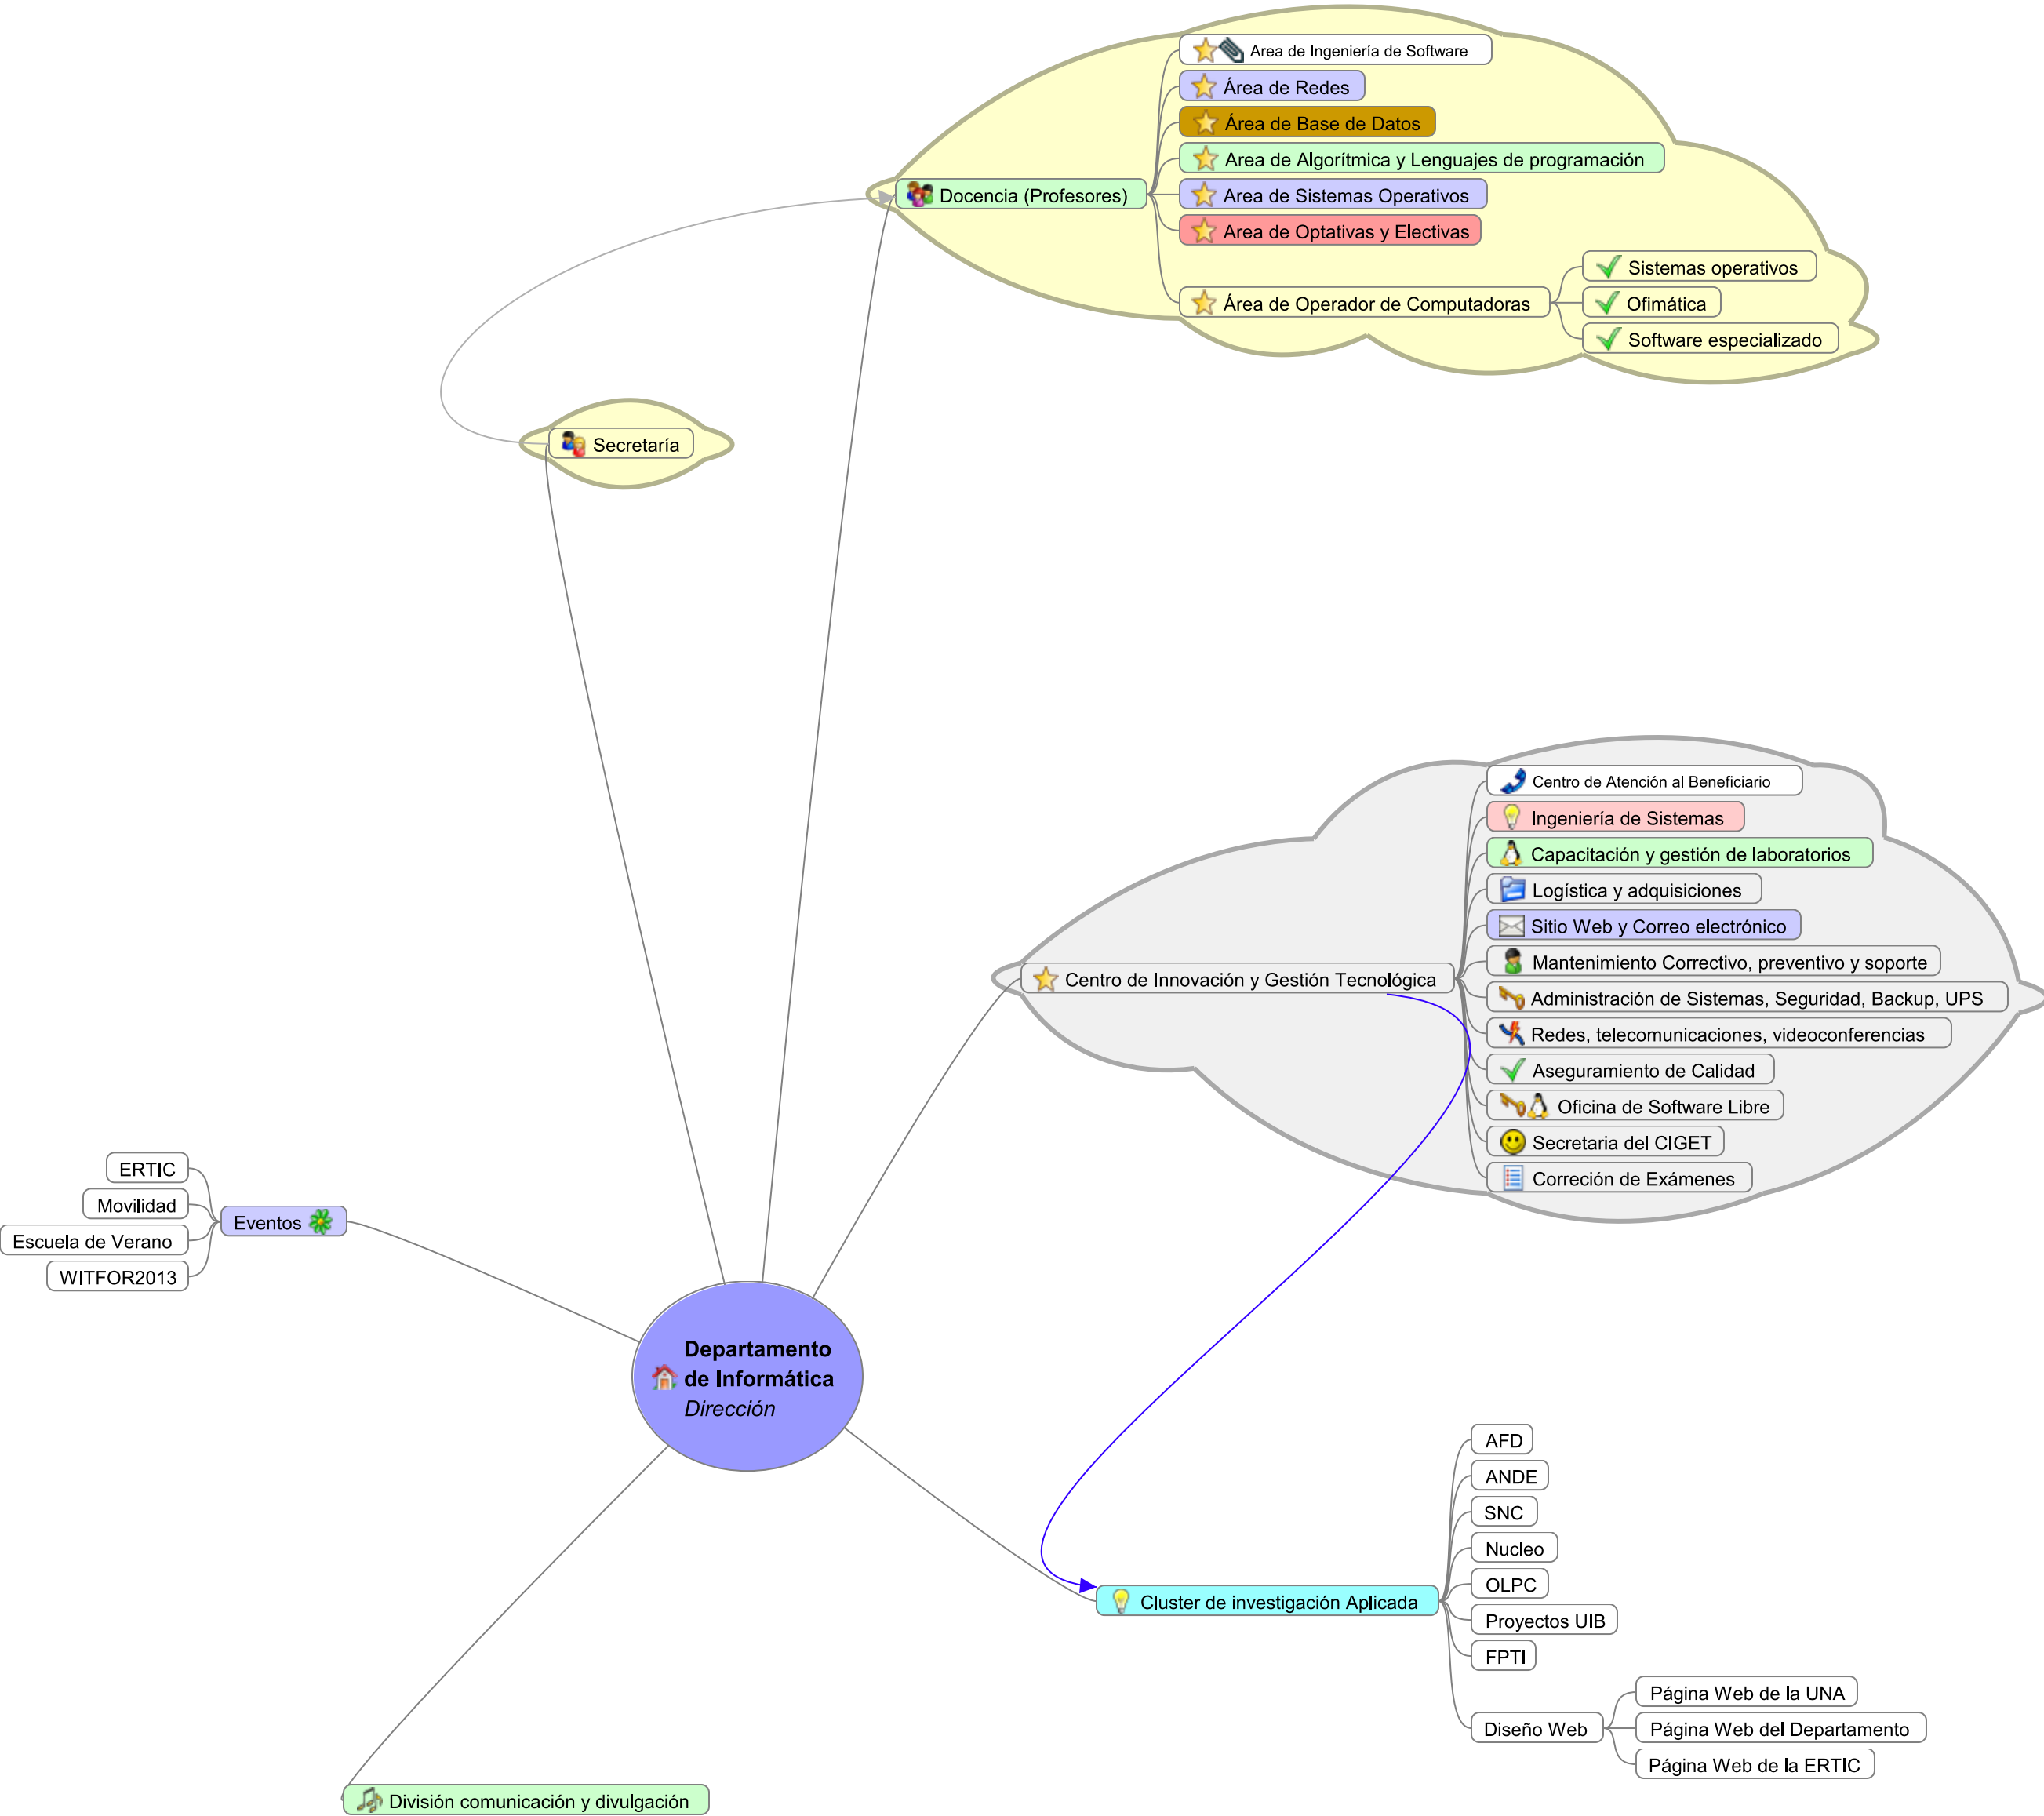 Area de Ingeniería de Software
Área de Redes
Área de Base de Datos
Area de Algorítmica y Lenguajes de programación
Docencia (Profesores)
Area de Sistemas Operativos
Area de Optativas y Electivas
Sistemas operativos
Área de Operador de Computadoras
Ofimática
Software especializado
Secretaría
Centro de Atención al Beneficiario
Ingeniería de Sistemas
Capacitación y gestión de laboratorios
Logística y adquisiciones
Sitio Web y Correo electrónico
Mantenimiento Correctivo, preventivo y soporte
Centro de Innovación y Gestión Tecnológica
Administración de Sistemas, Seguridad, Backup, UPS
Redes, telecomunicaciones, videoconferencias
Aseguramiento de Calidad
Oficina de Software Libre
Secretaria del CIGET
Correción de Exámenes
ERTIC
Movilidad
Eventos
Escuela de Verano
WITFOR2013
Departamento
de Informática
Dirección
AFD
ANDE
SNC
Nucleo
OLPC
Cluster de investigación Aplicada
Proyectos UIB
FPTI
Página Web de la UNA
Diseño Web
Página Web del Departamento
Página Web de la ERTIC
División comunicación y divulgación